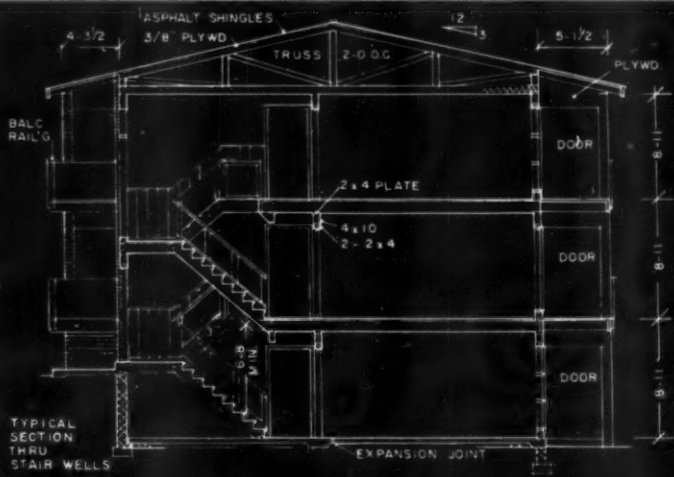 ASPHALT SHINGLES
3/8" PLYWD
4-3 1/2
12
3
5-1 1/2
TRUSS 2-0 O.C
PLYWD.
BALC
RAIL'G
DOOR
8-11
2x4 PLATE
4x10
2-2x4
DOOR
8-11
6-8
MIN.
DOOR
8-11
TYPICAL
SECTION
THRU
STAIR WELLS
EXPANSION JOINT